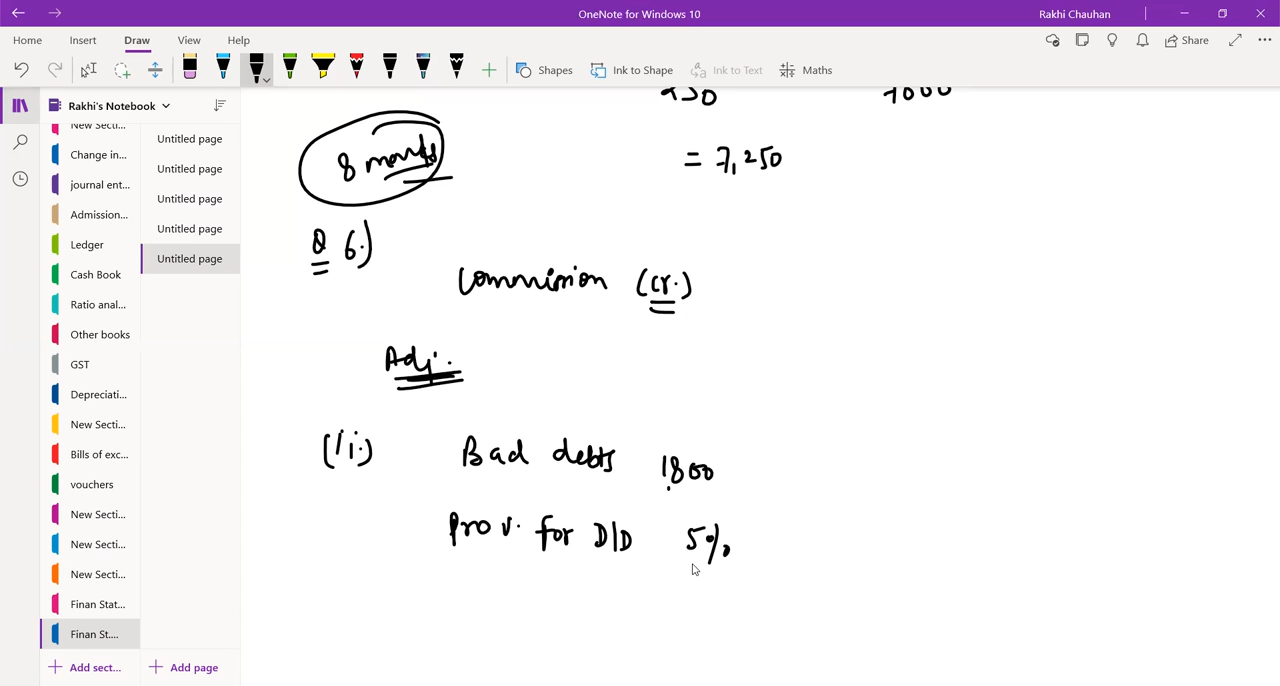 OneNote for Windows 10
Rakhi Chauhan
Home Insert Draw View Help
Share
Shapes Ink to Shape Ink to Text Maths
Rakhi's Notebook
New Secti...
Change in...
journal ent...
Admission...
Ledger
Cash Book
Ratio anal...
Other books
GST
Depreciati...
New Secti...
Bills of exc...
vouchers
New Secti...
New Secti...
New Secti...
Finan Stat...
Finan St....
Add sect...
Untitled page
Untitled page
Untitled page
Untitled page
Untitled page
Add page
250 7000
8 marks
= 7,250
Q 6.)
Commission (cr.)
Adj.
Bad debts 1800
Prov. for D/D 5%